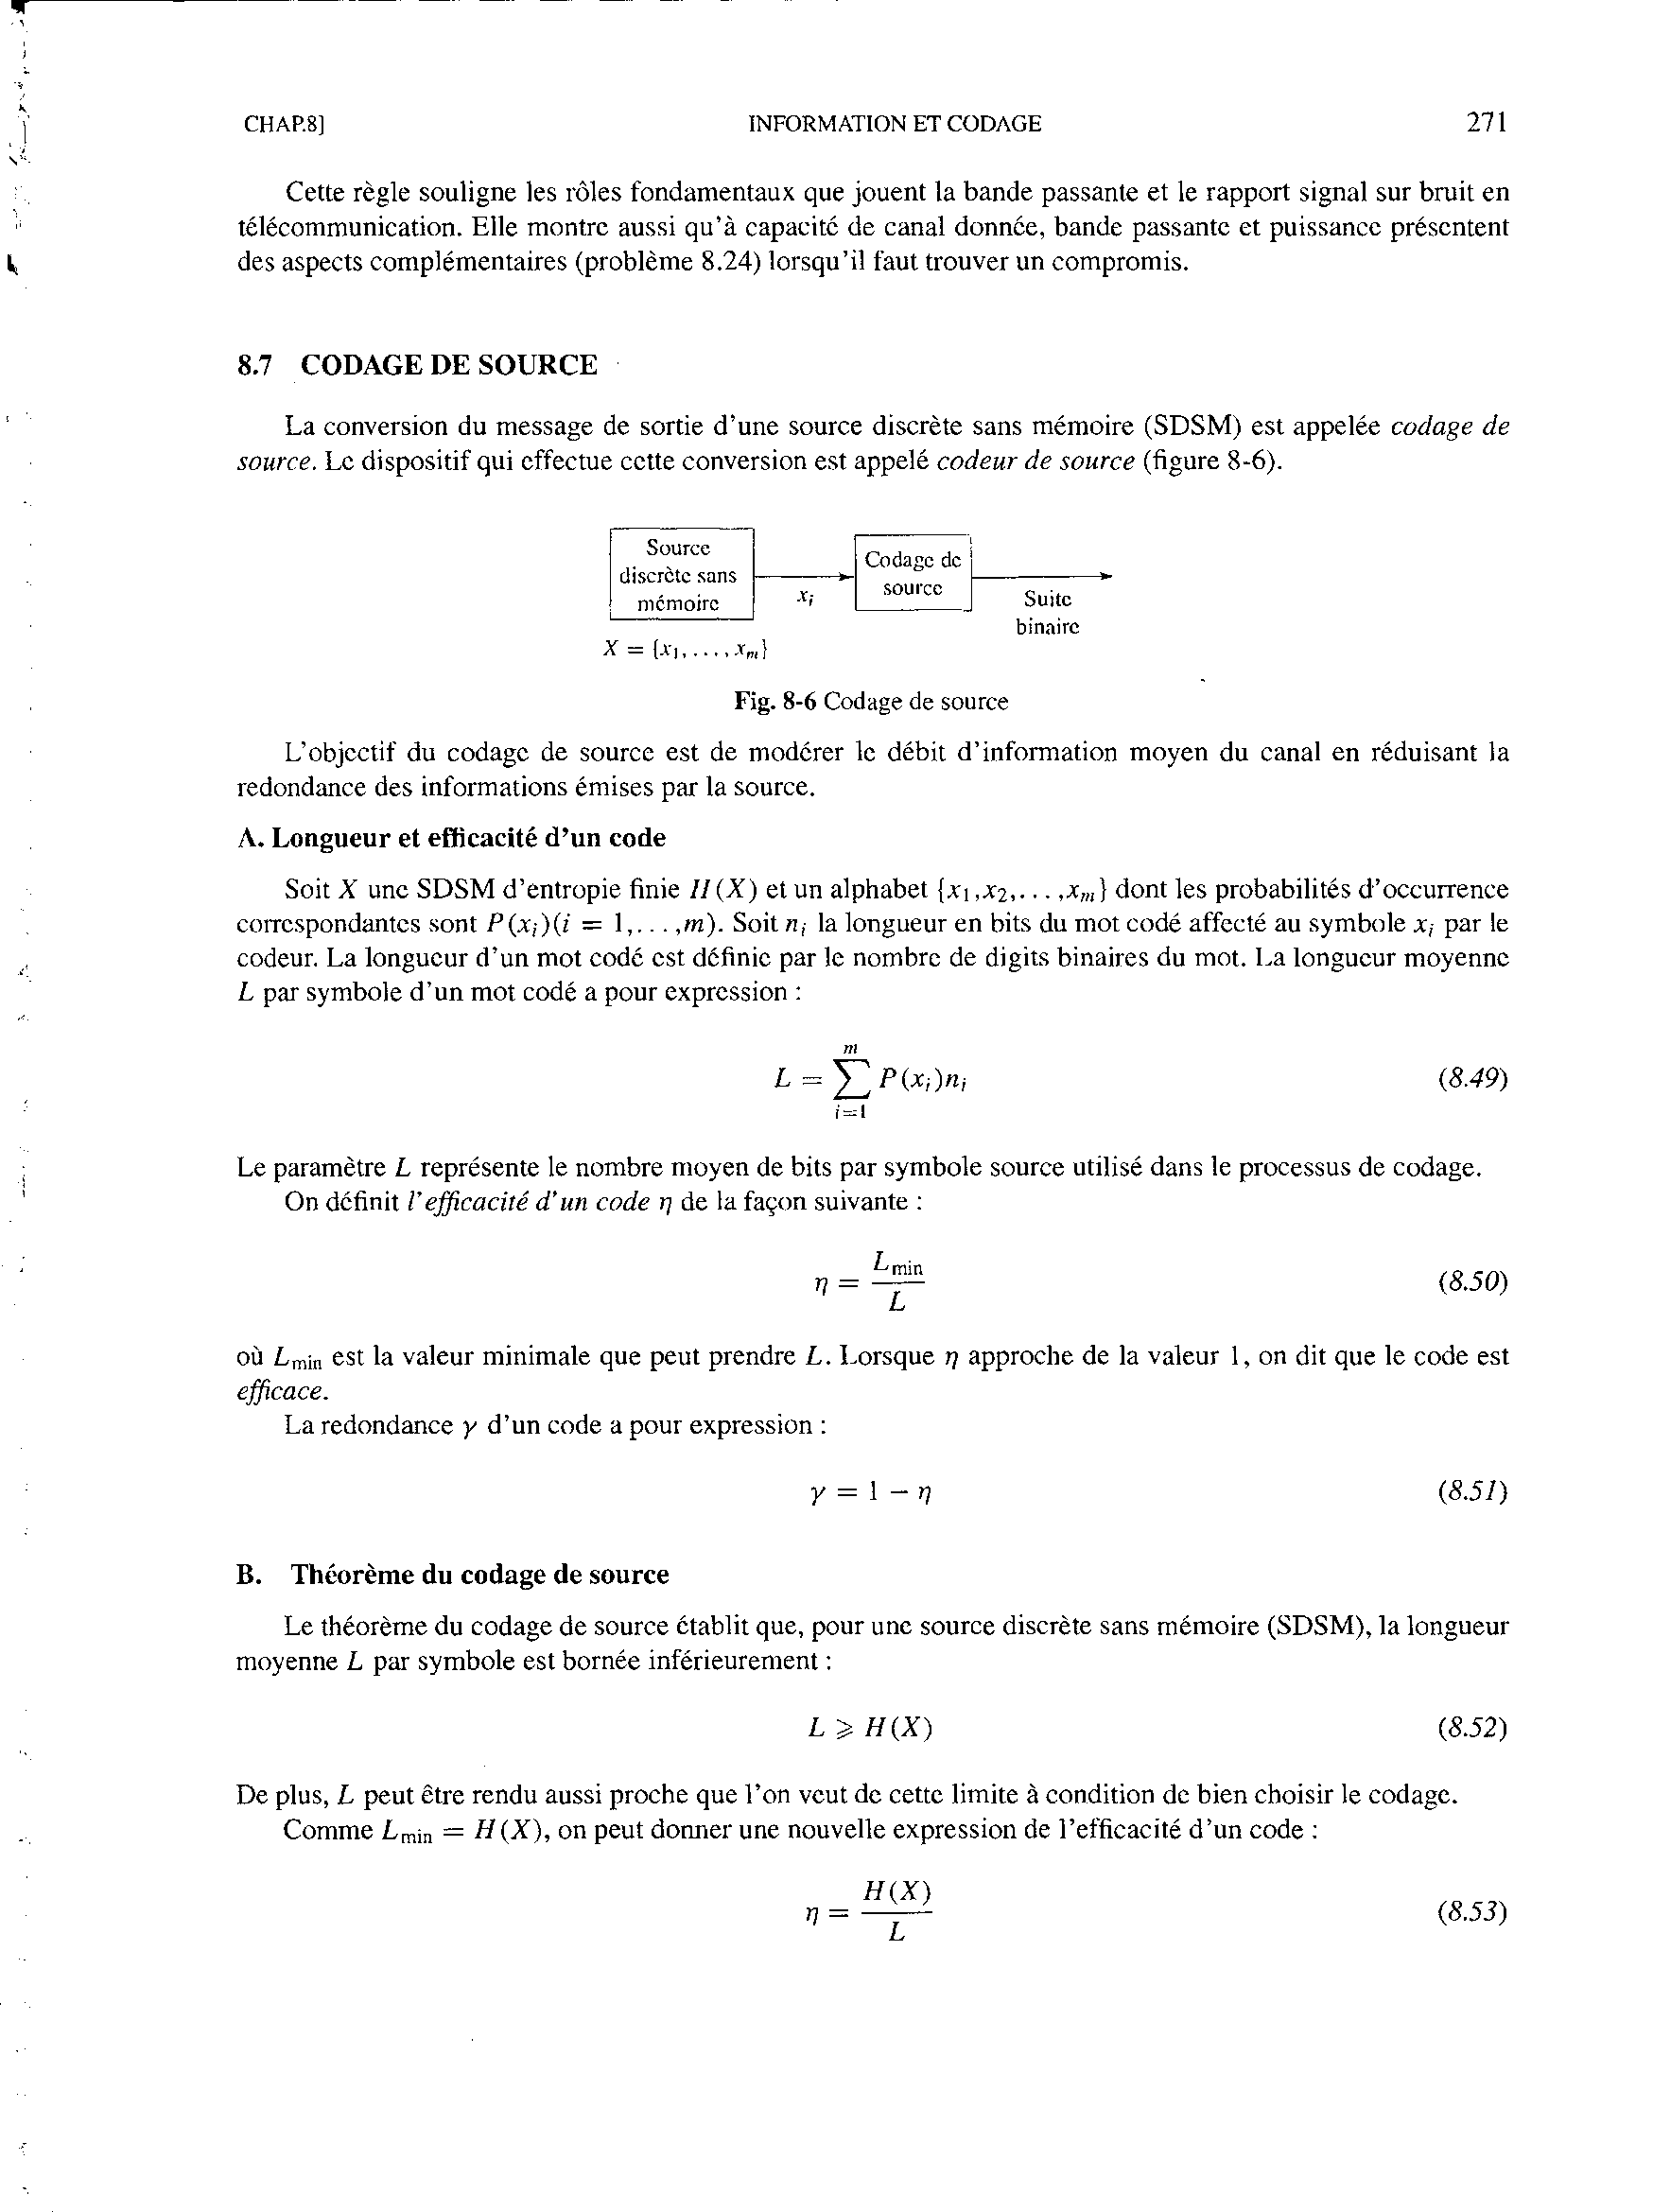 CHAP.8] INFORMATION ET CODAGE 271
Cette règle souligne les rôles fondamentaux que jouent la bande passante et le rapport signal sur bruit en
télécommunication. Elle montre aussi qu'à capacité de canal donnée, bande passante et puissance présentent
des aspects complémentaires (problème 8.24) lorsqu'il faut trouver un compromis.
8.7 CODAGE DE SOURCE
La conversion du message de sortie d'une source discrète sans mémoire (SDSM) est appelée codage de
source. Le dispositif qui effectue cette conversion est appelé codeur de source (figure 8-6).
Source
discrète sans
mémoire
X = {x₁, . . . , xₘ}
xᵢ
Codage de
source
Suite
binaire
Fig. 8-6 Codage de source
L'objectif du codage de source est de modérer le débit d'information moyen du canal en réduisant la
redondance des informations émises par la source.
A. Longueur et efficacité d'un code
Soit X une SDSM d'entropie finie H(X) et un alphabet {x₁,x₂,. . . ,xₘ} dont les probabilités d'occurrence
correspondantes sont P(xᵢ)(i = 1,. . . ,m). Soit nᵢ la longueur en bits du mot codé affecté au symbole xᵢ par le
codeur. La longueur d'un mot codé est définie par le nombre de digits binaires du mot. La longueur moyenne
L par symbole d'un mot codé a pour expression :
L = ∑_{i=1}^{m} P(xᵢ)nᵢ (8.49)
Le paramètre L représente le nombre moyen de bits par symbole source utilisé dans le processus de codage.
On définit l'efficacité d'un code η de la façon suivante :
η = L_min / L (8.50)
où L_min est la valeur minimale que peut prendre L. Lorsque η approche de la valeur 1, on dit que le code est
efficace.
La redondance γ d'un code a pour expression :
γ = 1 − η (8.51)
B. Théorème du codage de source
Le théorème du codage de source établit que, pour une source discrète sans mémoire (SDSM), la longueur
moyenne L par symbole est bornée inférieurement :
L ⩾ H(X) (8.52)
De plus, L peut être rendu aussi proche que l'on veut de cette limite à condition de bien choisir le codage.
Comme L_min = H(X), on peut donner une nouvelle expression de l'efficacité d'un code :
η = H(X) / L (8.53)